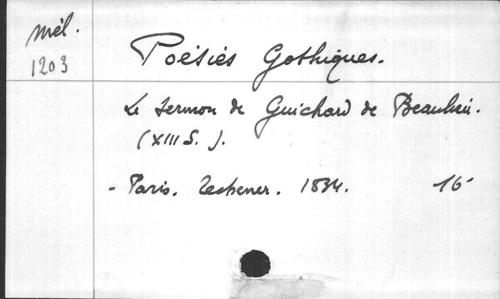 Mél.
1203
Poésies Gothiques.
Le Sermon de Guichard de Beaulieu.
(XIII S.).
- Paris. Techener. 1834. 16°